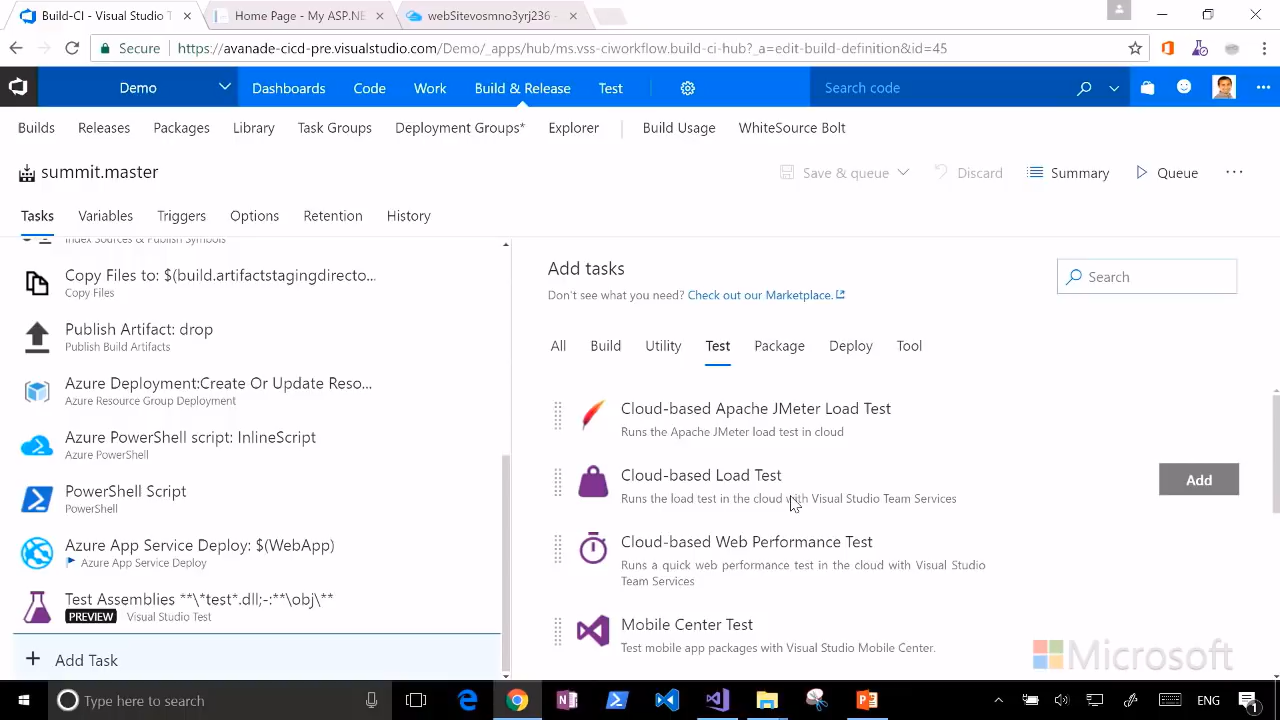 Build-CI - Visual Studio T
Home Page - My ASP.NE
webSitevosmno3yrj236 -
Secure
https://avanade-cicd-pre.visualstudio.com/Demo/_apps/hub/ms.vss-ciworkflow.build-ci-hub?_a=edit-build-definition&id=45
Demo
Dashboards
Code
Work
Build & Release
Test
Search code
Builds
Releases
Packages
Library
Task Groups
Deployment Groups*
Explorer
Build Usage
WhiteSource Bolt
summit.master
Save & queue
Discard
Summary
Queue
Tasks
Variables
Triggers
Options
Retention
History
Index Sources & Publish Symbols
Copy Files to: $(build.artifactstagingdirecto...
Copy Files
Publish Artifact: drop
Publish Build Artifacts
Azure Deployment:Create Or Update Reso...
Azure Resource Group Deployment
Azure PowerShell script: InlineScript
Azure PowerShell
PowerShell Script
PowerShell
Azure App Service Deploy: $(WebApp)
Azure App Service Deploy
Test Assemblies **\*test*.dll;-:**\obj\**
PREVIEW Visual Studio Test
+ Add Task
Add tasks
Don't see what you need? Check out our Marketplace.
Search
All
Build
Utility
Test
Package
Deploy
Tool
Cloud-based Apache JMeter Load Test
Runs the Apache JMeter load test in cloud
Cloud-based Load Test
Runs the load test in the cloud with Visual Studio Team Services
Add
Cloud-based Web Performance Test
Runs a quick web performance test in the cloud with Visual Studio
Team Services
Mobile Center Test
Test mobile app packages with Visual Studio Mobile Center.
Microsoft
Type here to search
ENG
1